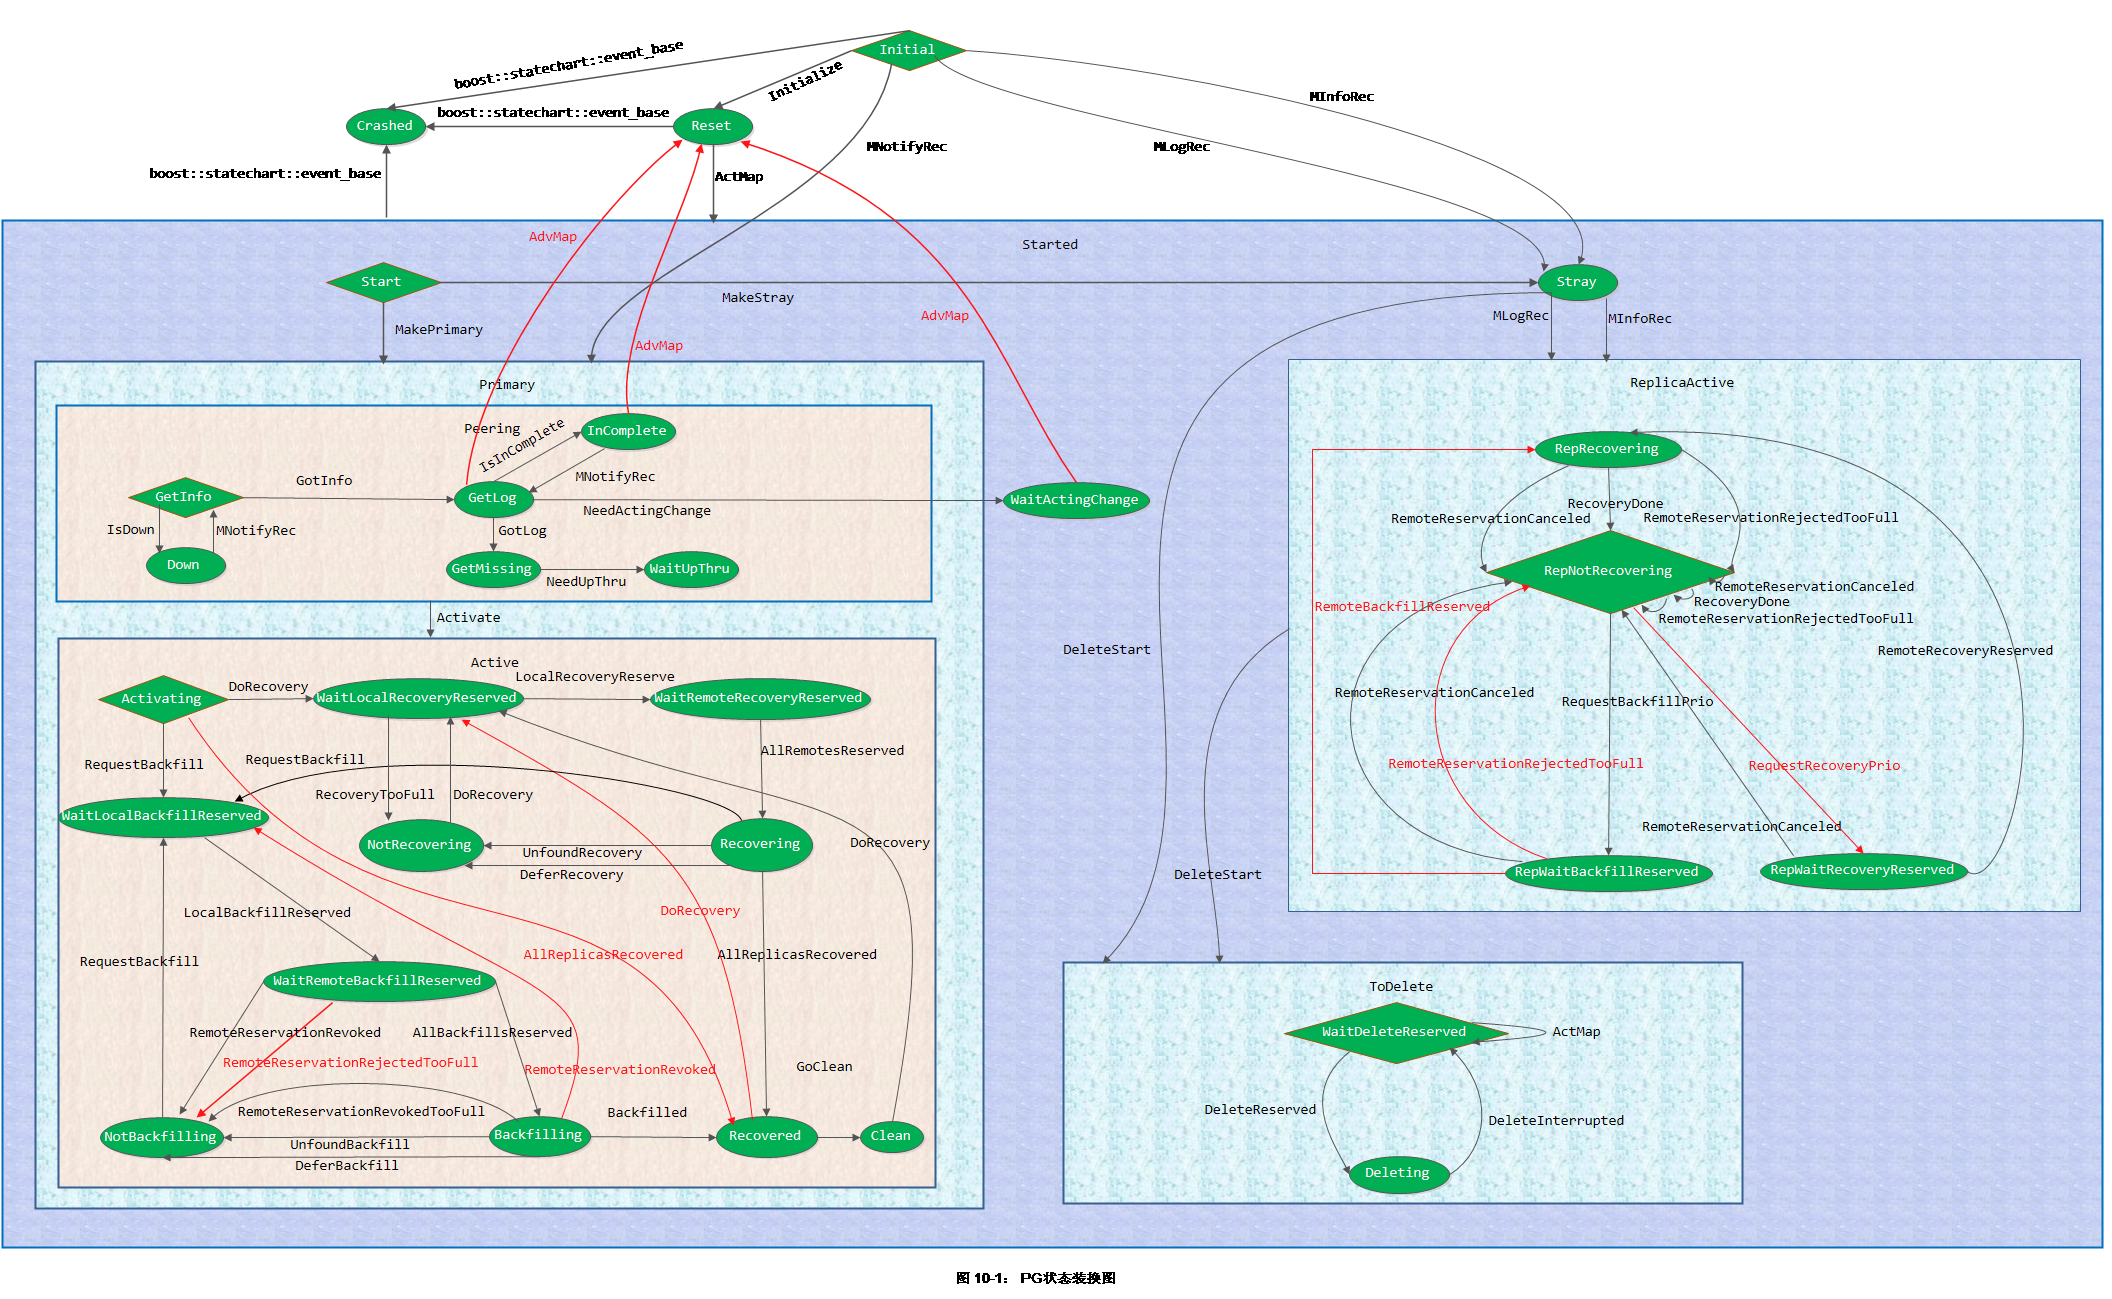 Initial
boost::statechart::event_base
Initialize
MInfoRec
boost::statechart::event_base
Crashed
Reset
MNotifyRec
MLogRec
boost::statechart::event_base
ActMap
AdvMap
Started
Start
Stray
MakeStray
AdvMap
MLogRec
MInfoRec
MakePrimary
AdvMap
Primary
ReplicaActive
Peering
IsInComplete
InComplete
RepRecovering
GotInfo
MNotifyRec
GetInfo
GetLog
NeedActingChange
WaitActingChange
RecoveryDone
RemoteReservationCanceled
RemoteReservationRejectedTooFull
IsDown
MNotifyRec
GotLog
Down
GetMissing
NeedUpThru
WaitUpThru
RepNotRecovering
RemoteReservationCanceled
RecoveryDone
RemoteBackfillReserved
RemoteReservationRejectedTooFull
Activate
DeleteStart
RemoteRecoveryReserved
Active
LocalRecoveryReserve
DoRecovery
Activating
WaitLocalRecoveryReserved
WaitRemoteRecoveryReserved
RemoteReservationCanceled
RequestBackfillPrio
AllRemotesReserved
RequestBackfill
RequestBackfill
RemoteReservationRejectedTooFull
RequestRecoveryPrio
RecoveryTooFull
DoRecovery
WaitLocalBackfillReserved
RemoteReservationCanceled
NotRecovering
Recovering
UnfoundRecovery
DoRecovery
DeferRecovery
DeleteStart
RepWaitBackfillReserved
RepWaitRecoveryReserved
LocalBackfillReserved
DoRecovery
RequestBackfill
AllReplicasRecovered
AllReplicasRecovered
WaitRemoteBackfillReserved
ToDelete
RemoteReservationRevoked
AllBackfillsReserved
WaitDeleteReserved
ActMap
RemoteReservationRejectedTooFull
RemoteReservationRevoked
GoClean
RemoteReservationRevokedTooFull
Backfilled
DeleteReserved
DeleteInterrupted
NotBackfilling
UnfoundBackfill
Backfilling
Recovered
Clean
DeferBackfill
Deleting
图 10-1： PG状态装换图